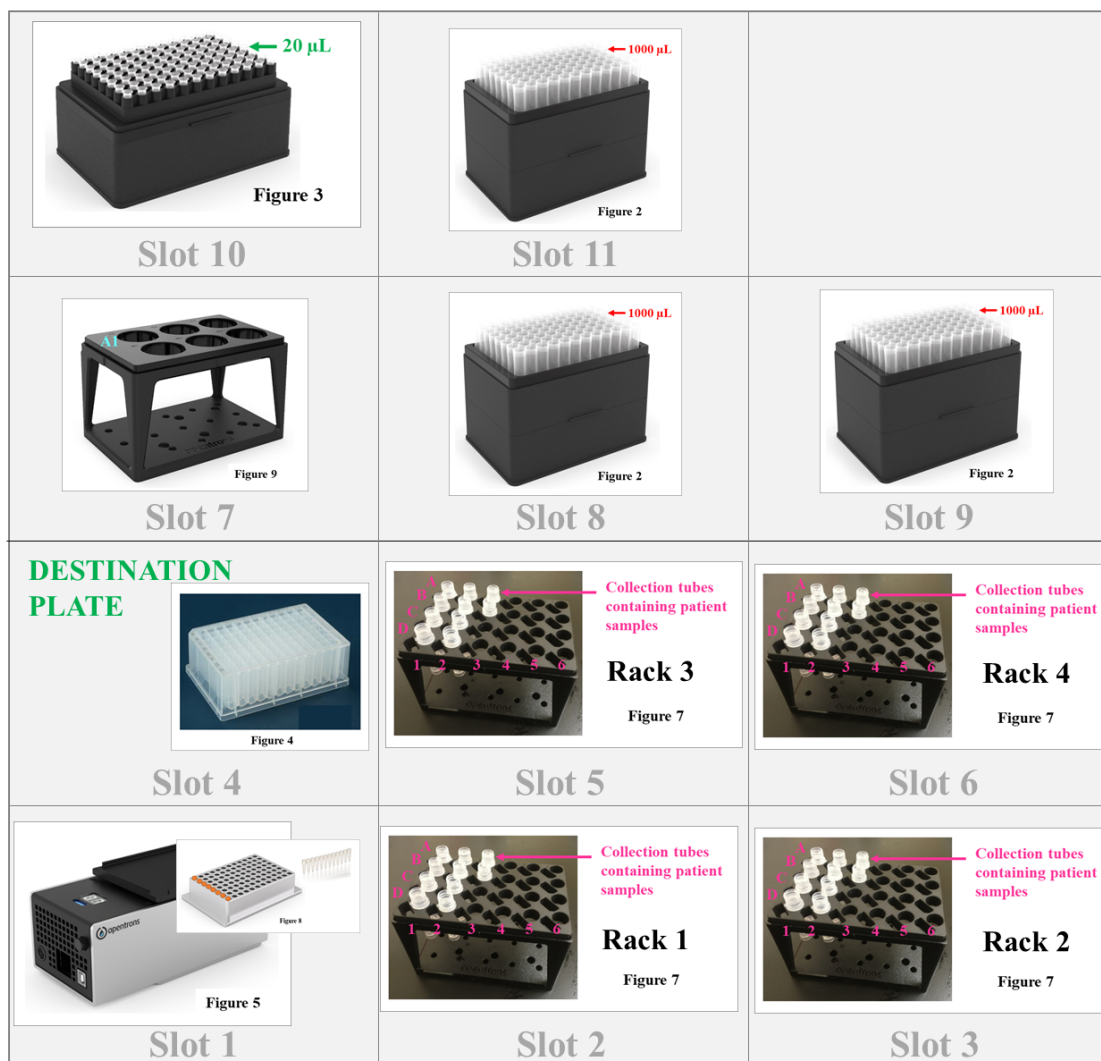 20 µL
Figure 3
Slot 10
1000 µL
Figure 2
Slot 11
A1
Figure 9
Slot 7
1000 µL
Figure 2
Slot 8
1000 µL
Figure 2
Slot 9
DESTINATION
PLATE
Figure 4
Slot 4
A
B
C
D
1 2 3 4 5 6
Collection tubes
containing patient
samples
Rack 3
Figure 7
Slot 5
A
B
C
D
1 2 3 4 5 6
Collection tubes
containing patient
samples
Rack 4
Figure 7
Slot 6
opentrons
Figure 8
Figure 5
Slot 1
A
B
C
D
1 2 3 4 5 6
Collection tubes
containing patient
samples
Rack 1
Figure 7
Slot 2
A
B
C
D
1 2 3 4 5 6
Collection tubes
containing patient
samples
Rack 2
Figure 7
Slot 3